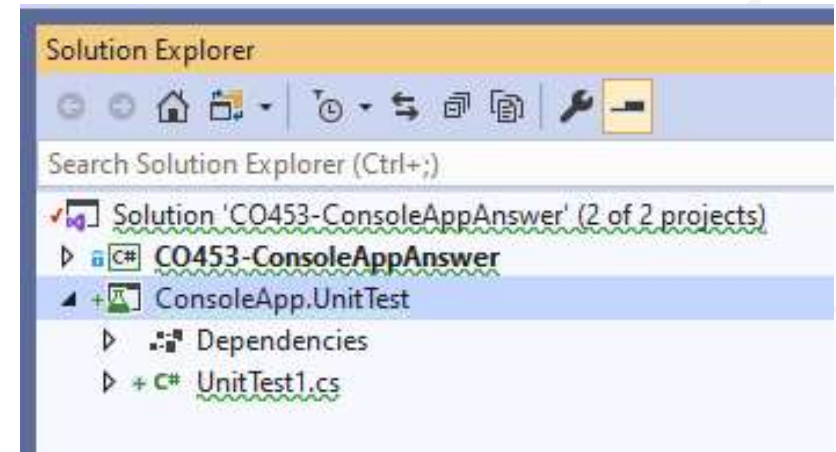 Solution Explorer
Search Solution Explorer (Ctrl+;)
Solution 'CO453-ConsoleAppAnswer' (2 of 2 projects)
C# CO453-ConsoleAppAnswer
ConsoleApp.UnitTest
Dependencies
+ C# UnitTest1.cs